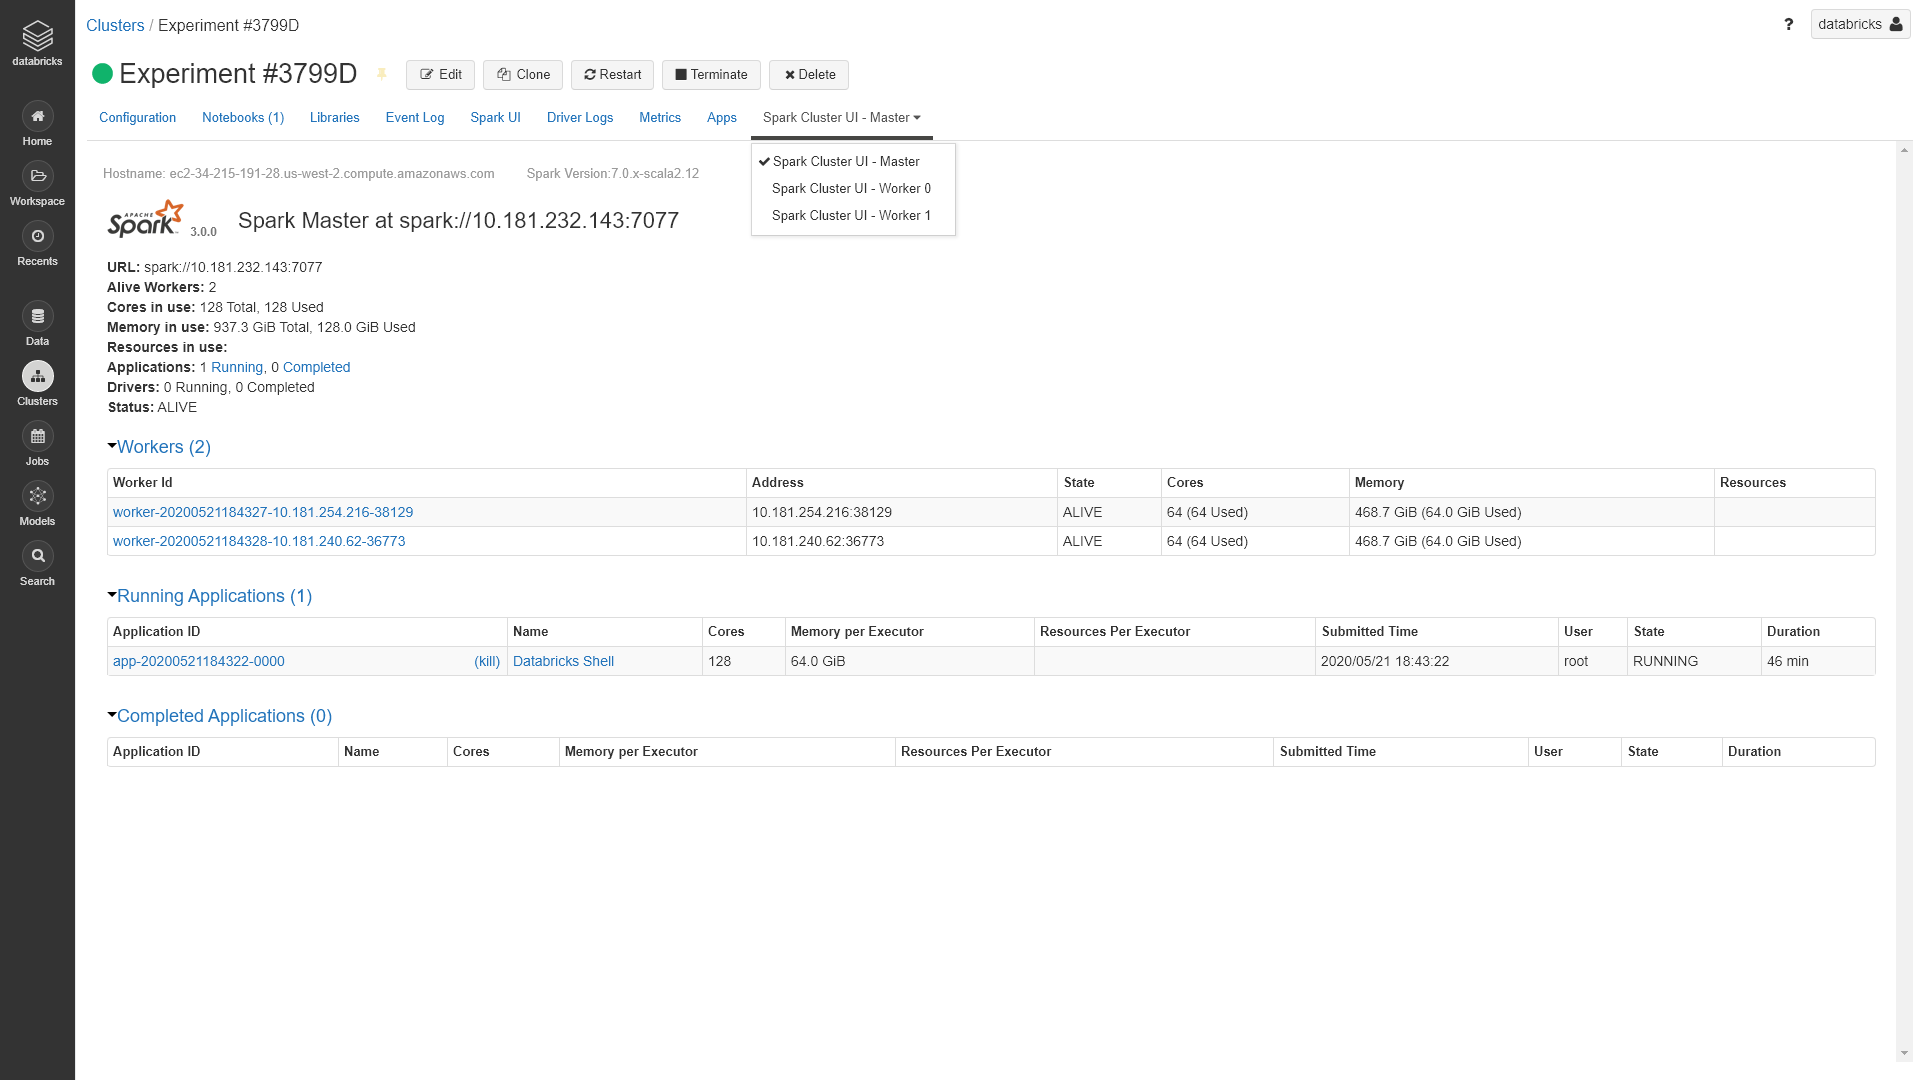 databricks
Home
Workspace
Recents
Data
Clusters
Jobs
Models
Search
Clusters / Experiment #3799D
? databricks
Experiment #3799D Edit Clone Restart Terminate Delete
Configuration Notebooks (1) Libraries Event Log Spark UI Driver Logs Metrics Apps Spark Cluster UI - Master
Spark Cluster UI - Master
Spark Cluster UI - Worker 0
Spark Cluster UI - Worker 1
Hostname: ec2-34-215-191-28.us-west-2.compute.amazonaws.com Spark Version:7.0.x-scala2.12
APACHE Spark™ 3.0.0 Spark Master at spark://10.181.232.143:7077
URL: spark://10.181.232.143:7077
Alive Workers: 2
Cores in use: 128 Total, 128 Used
Memory in use: 937.3 GiB Total, 128.0 GiB Used
Resources in use:
Applications: 1 Running, 0 Completed
Drivers: 0 Running, 0 Completed
Status: ALIVE
Workers (2)
Worker Id Address State Cores Memory Resources
worker-20200521184327-10.181.254.216-38129 10.181.254.216:38129 ALIVE 64 (64 Used) 468.7 GiB (64.0 GiB Used)
worker-20200521184328-10.181.240.62-36773 10.181.240.62:36773 ALIVE 64 (64 Used) 468.7 GiB (64.0 GiB Used)
Running Applications (1)
Application ID Name Cores Memory per Executor Resources Per Executor Submitted Time User State Duration
app-20200521184322-0000 (kill) Databricks Shell 128 64.0 GiB 2020/05/21 18:43:22 root RUNNING 46 min
Completed Applications (0)
Application ID Name Cores Memory per Executor Resources Per Executor Submitted Time User State Duration